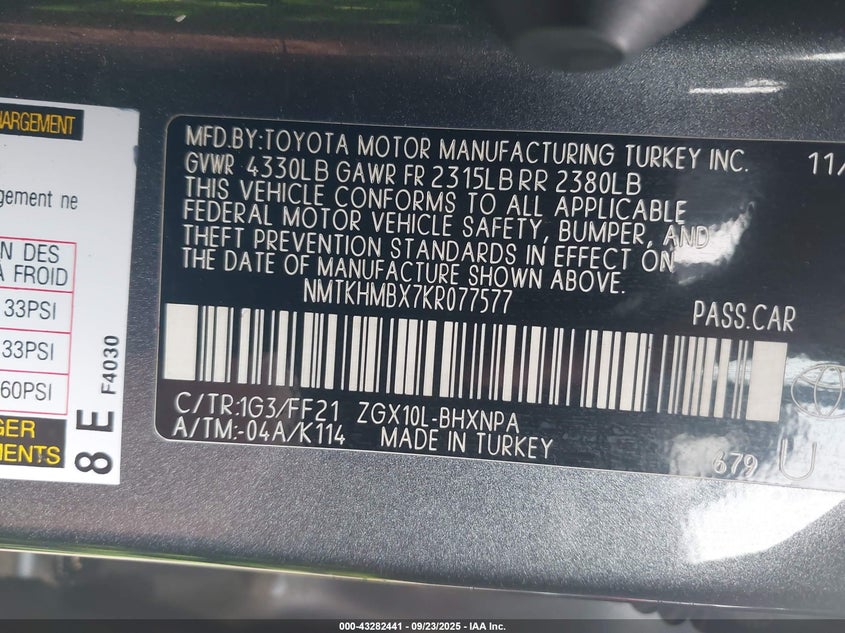 HARGEMENT
gement ne
N DES
A FROID
33PSI
33PSI
60PSI
GER
MENTS
8 E
F4030
MFD.BY:TOYOTA MOTOR MANUFACTURING TURKEY INC. 11/
GVWR 4330LB GAWR FR 2315LB RR 2380LB
THIS VEHICLE CONFORMS TO ALL APPLICABLE
FEDERAL MOTOR VEHICLE SAFETY, BUMPER, AND
THEFT PREVENTION STANDARDS IN EFFECT ON
THE DATE OF MANUFACTURE SHOWN ABOVE.
NMTKHMBX7KR077577
PASS.CAR
C/TR:1G3/FF21 ZGX10L-BHXNPA
A/TM:-04A/K114 MADE IN TURKEY
679 U
000-43282441 - 09/23/2025 - IAA Inc.